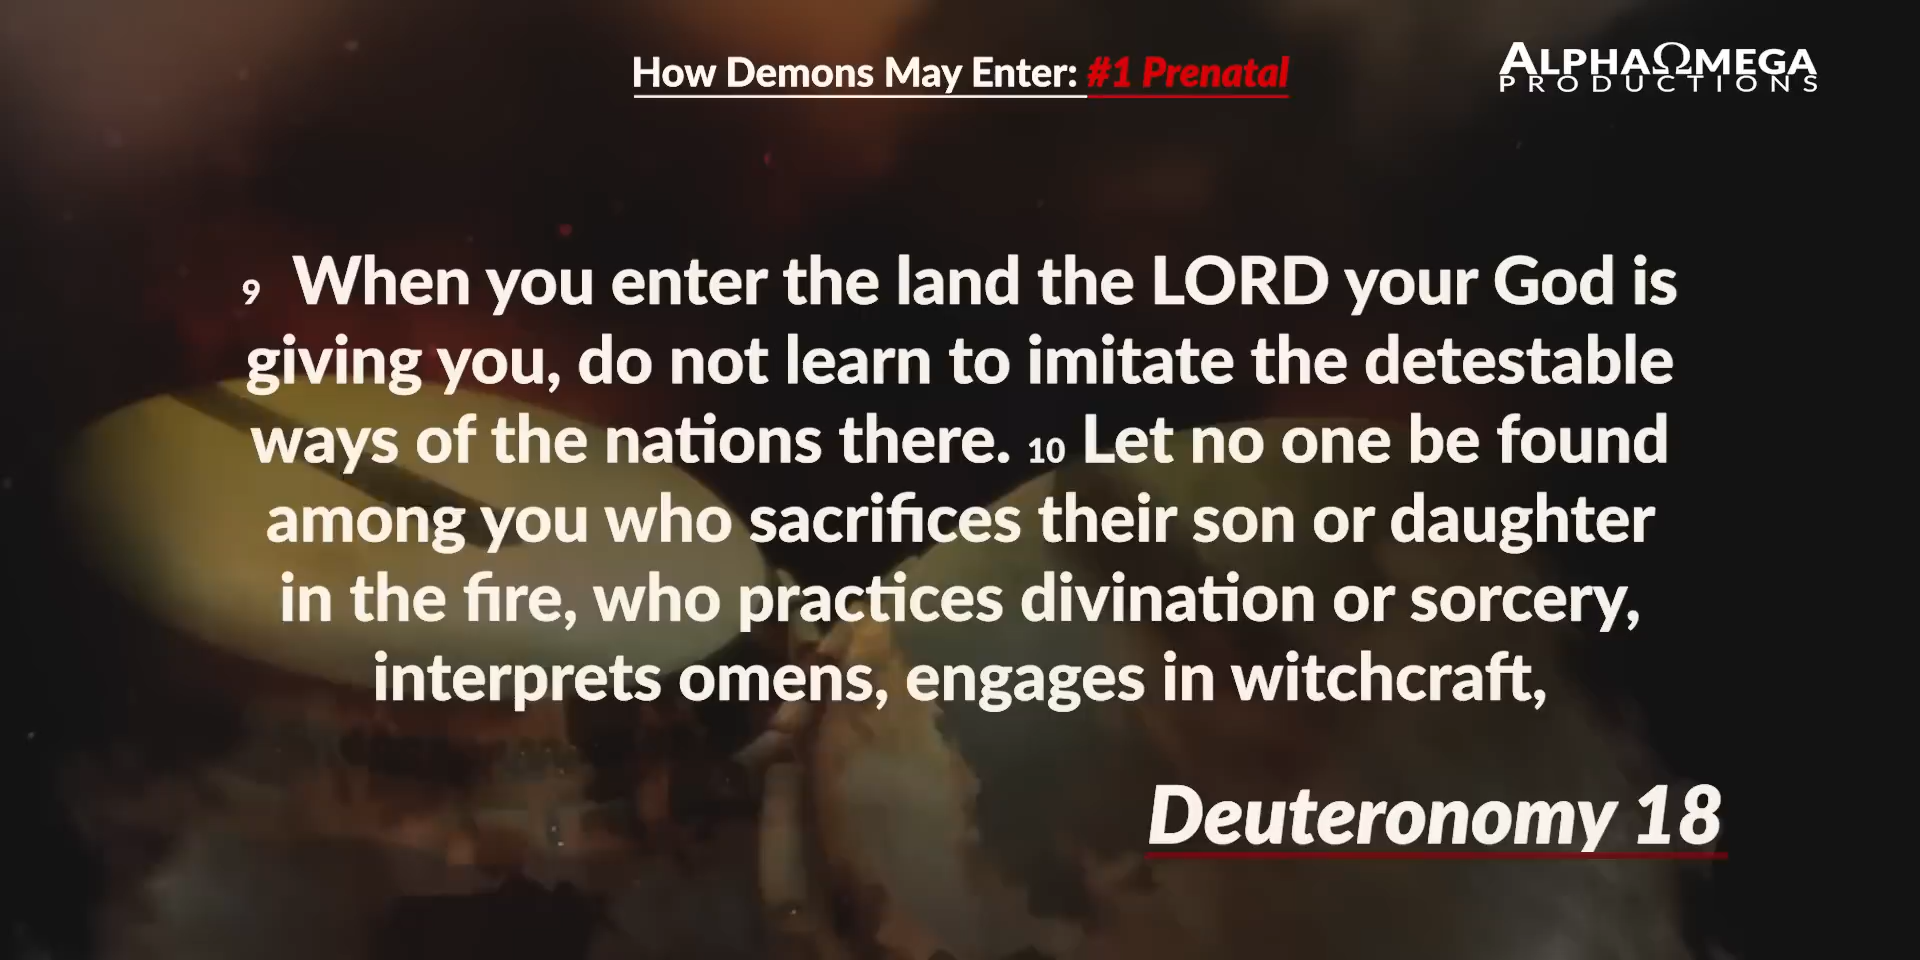 How Demons May Enter: #1 Prenatal
ALPHAΩMEGA
PRODUCTIONS
9 When you enter the land the LORD your God is
giving you, do not learn to imitate the detestable
ways of the nations there. 10 Let no one be found
among you who sacrifices their son or daughter
in the fire, who practices divination or sorcery,
interprets omens, engages in witchcraft,
Deuteronomy 18